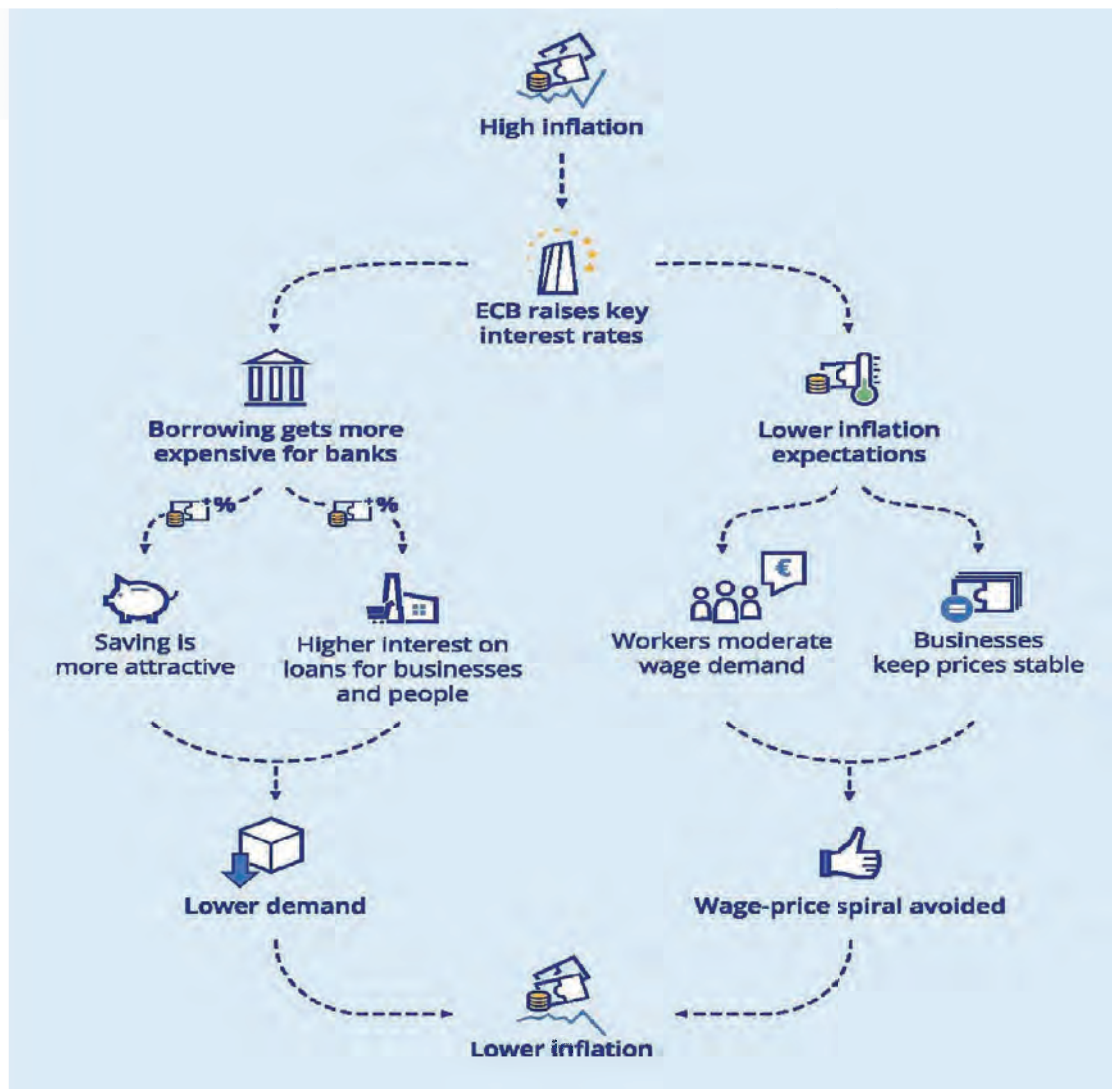 High inflation
ECB raises key
interest rates
Borrowing gets more
expensive for banks
Lower inflation
expectations
+%
+%
€
Saving is
more attractive
Higher interest on
loans for businesses
and people
Workers moderate
wage demand
Businesses
keep prices stable
Lower demand
Wage-price spiral avoided
Lower inflation